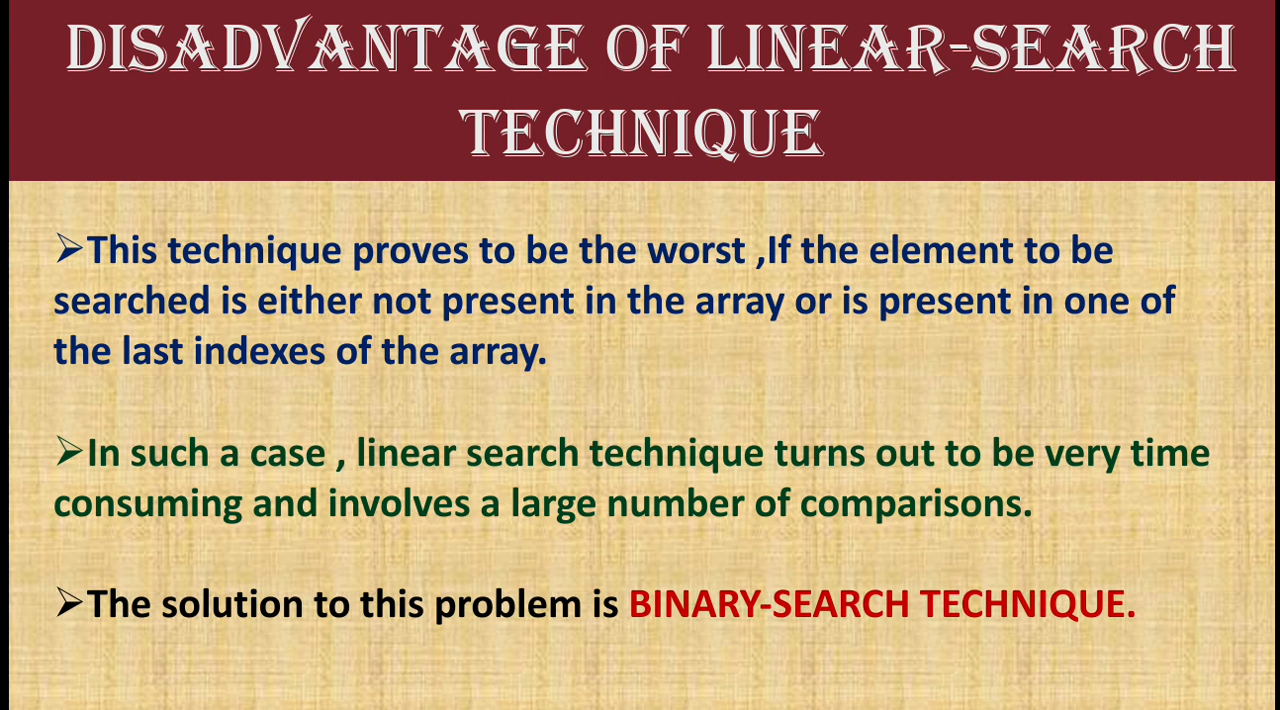 DISADVANTAGE OF LINEAR-SEARCH
TECHNIQUE
➢This technique proves to be the worst ,If the element to be
searched is either not present in the array or is present in one of
the last indexes of the array.
➢In such a case , linear search technique turns out to be very time
consuming and involves a large number of comparisons.
➢The solution to this problem is BINARY-SEARCH TECHNIQUE.